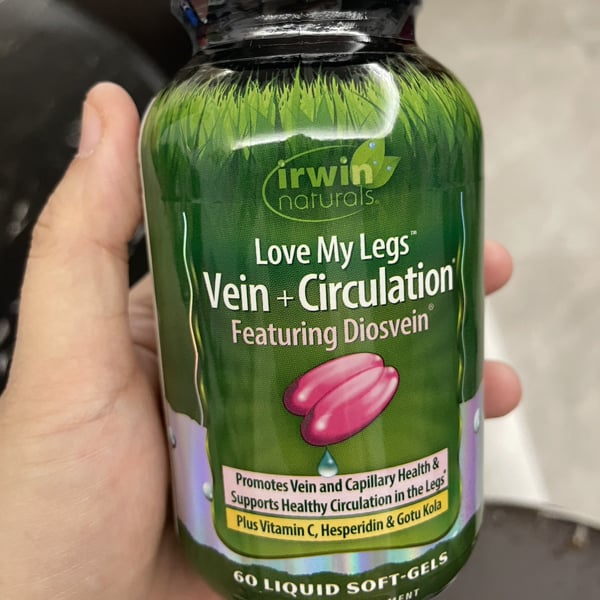 irwin
naturals®
Love My Legs™
Vein + Circulation*
Featuring Diosvein®
Promotes Vein and Capillary Health &
Supports Healthy Circulation in the Legs*
Plus Vitamin C, Hesperidin & Gotu Kola
60 LIQUID SOFT-GELS